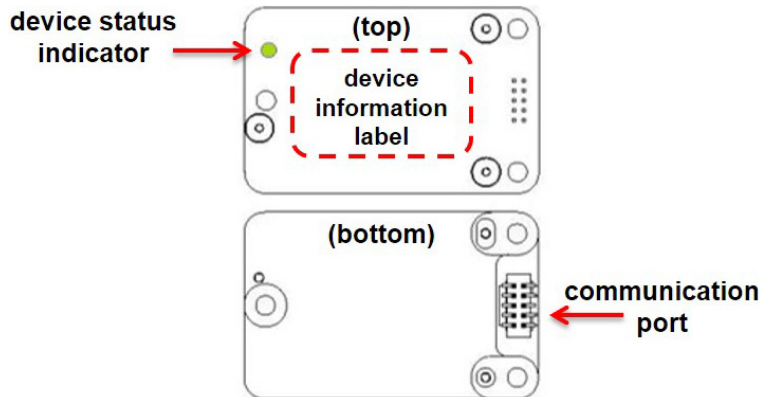 device status
indicator
(top)
device
information
label
(bottom)
communication
port